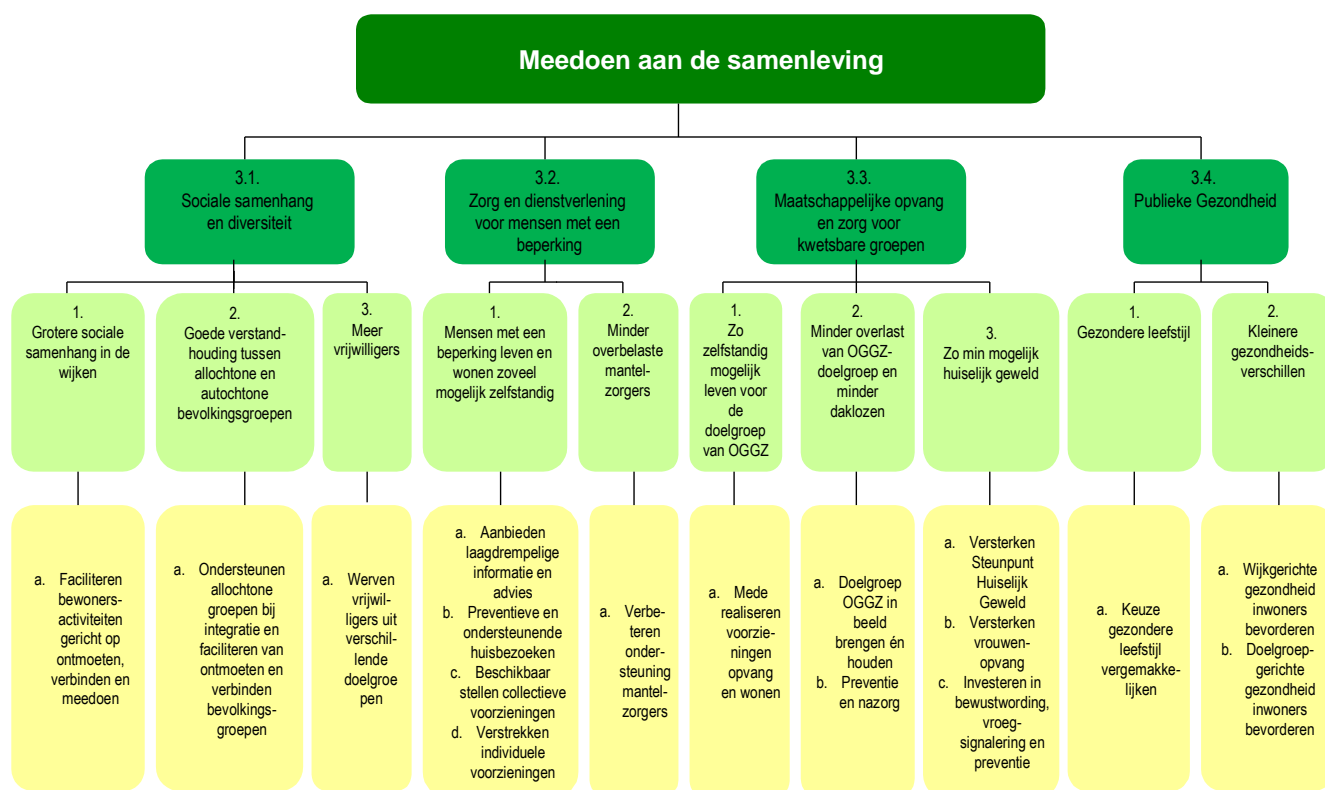 Meedoen aan de samenleving
3.1.
Sociale samenhang
en diversiteit
3.2.
Zorg en dienstverlening
voor mensen met een
beperking
3.3.
Maatschappelijke opvang
en zorg voor
kwetsbare groepen
3.4.
Publieke Gezondheid
1.
Grotere sociale
samenhang in de
wijken
2.
Goede verstand-
houding tussen
allochtone en
autochtone
bevolkingsgroepen
3.
Meer
vrijwilligers
1.
Mensen met een
beperking leven en
wonen zoveel
mogelijk zelfstandig
2.
Minder
overbelaste
mantel-
zorgers
1.
Zo
zelfstandig
mogelijk
leven voor
de
doelgroep
van OGGZ
2.
Minder overlast
van OGGZ-
doelgroep en
minder
daklozen
3.
Zo min mogelijk
huiselijk geweld
1.
Gezondere leefstijl
2.
Kleinere
gezondheids-
verschillen
a. Faciliteren
bewoners-
activiteiten
gericht op
ontmoeten,
verbinden en
meedoen
a. Ondersteunen
allochtone
groepen bij
integratie en
faciliteren van
ontmoeten en
verbinden
bevolkings-
groepen
a. Werven
vrijwil-
ligers uit
verschil-
lende
doelgroe
pen
a. Aanbieden
laagdrempelige
informatie en
advies
b. Preventieve en
ondersteunende
huisbezoeken
c. Beschikbaar
stellen collectieve
voorzieningen
d. Verstrekken
individuele
voorzieningen
a. Verbe-
teren
onder-
steuning
mantel-
zorgers
a. Mede
realiseren
voorzie-
ningen
opvang
en wonen
a. Doelgroep
OGGZ in
beeld
brengen én
houden
b. Preventie
en nazorg
a. Versterken
Steunpunt
Huiselijk
Geweld
b. Versterken
vrouwen-
opvang
c. Investeren in
bewustwording,
vroeg-
signalering en
preventie
a. Keuze
gezondere
leefstijl
vergemakke-
lijken
a. Wijkgerichte
gezondheid
inwoners
bevorderen
b. Doelgroep-
gerichte
gezondheid
inwoners
bevorderen